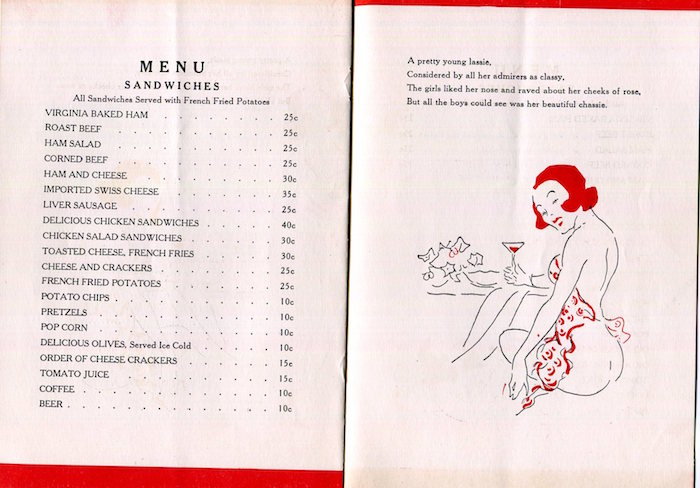 MENU
SANDWICHES
All Sandwiches Served with French Fried Potatoes
VIRGINIA BAKED HAM . . . . . . . . 25c
ROAST BEEF . . . . . . . . . . 25c
HAM SALAD . . . . . . . . . . 25c
CORNED BEEF . . . . . . . . . . 25c
HAM AND CHEESE . . . . . . . . . 30c
IMPORTED SWISS CHEESE . . . . . . . 35c
LIVER SAUSAGE . . . . . . . . . 25c
DELICIOUS CHICKEN SANDWICHES . . . . . 40c
CHICKEN SALAD SANDWICHES . . . . . . 30c
TOASTED CHEESE, FRENCH FRIES . . . . . 30c
CHEESE AND CRACKERS . . . . . . . 25c
FRENCH FRIED POTATOES . . . . . . . 25c
POTATO CHIPS . . . . . . . . . . 10c
PRETZELS . . . . . . . . . . . 10c
POP CORN . . . . . . . . . . . 10c
DELICIOUS OLIVES, Served Ice Cold . . . . . 10c
ORDER OF CHEESE CRACKERS . . . . . . 15c
TOMATO JUICE . . . . . . . . . . 15c
COFFEE . . . . . . . . . . . 10c
BEER . . . . . . . . . . . . 10c
A pretty young lassie,
Considered by all her admirers as classy,
The girls liked her nose and raved about her cheeks of rose,
But all the boys could see was her beautiful chassie.